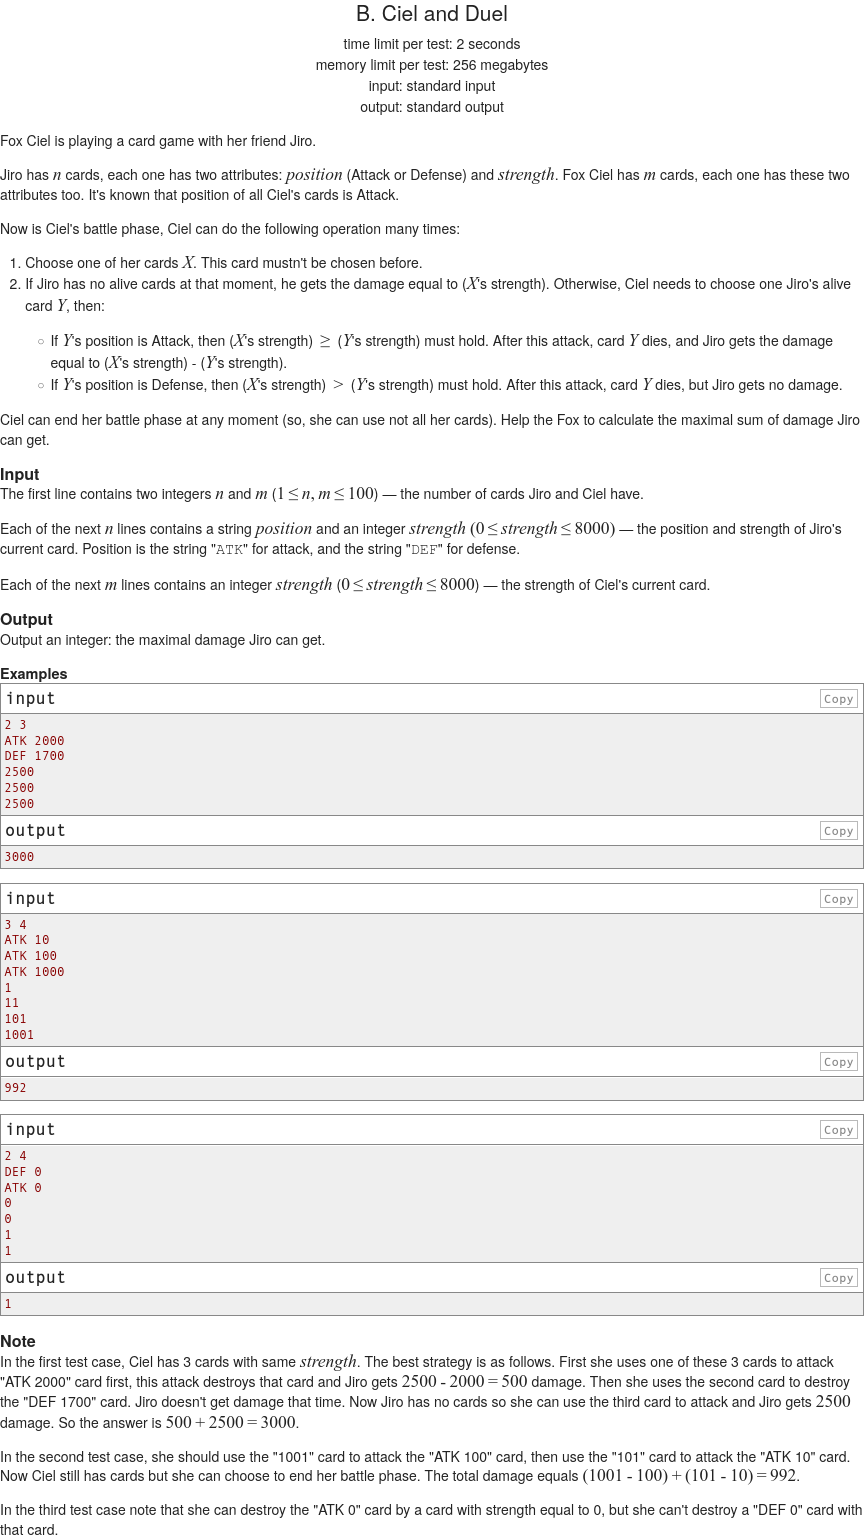 B. Ciel and Duel
time limit per test: 2 seconds
memory limit per test: 256 megabytes
input: standard input
output: standard output
Fox Ciel is playing a card game with her friend Jiro.
Jiro has n cards, each one has two attributes: position (Attack or Defense) and strength. Fox Ciel has m cards, each one has these two
attributes too. It's known that position of all Ciel's cards is Attack.
Now is Ciel's battle phase, Ciel can do the following operation many times:
1. Choose one of her cards X. This card mustn't be chosen before.
2. If Jiro has no alive cards at that moment, he gets the damage equal to (X's strength). Otherwise, Ciel needs to choose one Jiro's alive
card Y, then:
○ If Y's position is Attack, then (X's strength) ≥ (Y's strength) must hold. After this attack, card Y dies, and Jiro gets the damage
equal to (X's strength) - (Y's strength).
○ If Y's position is Defense, then (X's strength) > (Y's strength) must hold. After this attack, card Y dies, but Jiro gets no damage.
Ciel can end her battle phase at any moment (so, she can use not all her cards). Help the Fox to calculate the maximal sum of damage Jiro
can get.
Input
The first line contains two integers n and m (1 ≤ n, m ≤ 100) — the number of cards Jiro and Ciel have.
Each of the next n lines contains a string position and an integer strength (0 ≤ strength ≤ 8000) — the position and strength of Jiro's
current card. Position is the string "ATK" for attack, and the string "DEF" for defense.
Each of the next m lines contains an integer strength (0 ≤ strength ≤ 8000) — the strength of Ciel's current card.
Output
Output an integer: the maximal damage Jiro can get.
Examples
input Copy
2 3
ATK 2000
DEF 1700
2500
2500
2500
output Copy
3000
input Copy
3 4
ATK 10
ATK 100
ATK 1000
1
11
101
1001
output Copy
992
input Copy
2 4
DEF 0
ATK 0
0
0
1
1
output Copy
1
Note
In the first test case, Ciel has 3 cards with same strength. The best strategy is as follows. First she uses one of these 3 cards to attack
"ATK 2000" card first, this attack destroys that card and Jiro gets 2500 - 2000 = 500 damage. Then she uses the second card to destroy
the "DEF 1700" card. Jiro doesn't get damage that time. Now Jiro has no cards so she can use the third card to attack and Jiro gets 2500
damage. So the answer is 500 + 2500 = 3000.
In the second test case, she should use the "1001" card to attack the "ATK 100" card, then use the "101" card to attack the "ATK 10" card.
Now Ciel still has cards but she can choose to end her battle phase. The total damage equals (1001 - 100) + (101 - 10) = 992.
In the third test case note that she can destroy the "ATK 0" card by a card with strength equal to 0, but she can't destroy a "DEF 0" card with
that card.